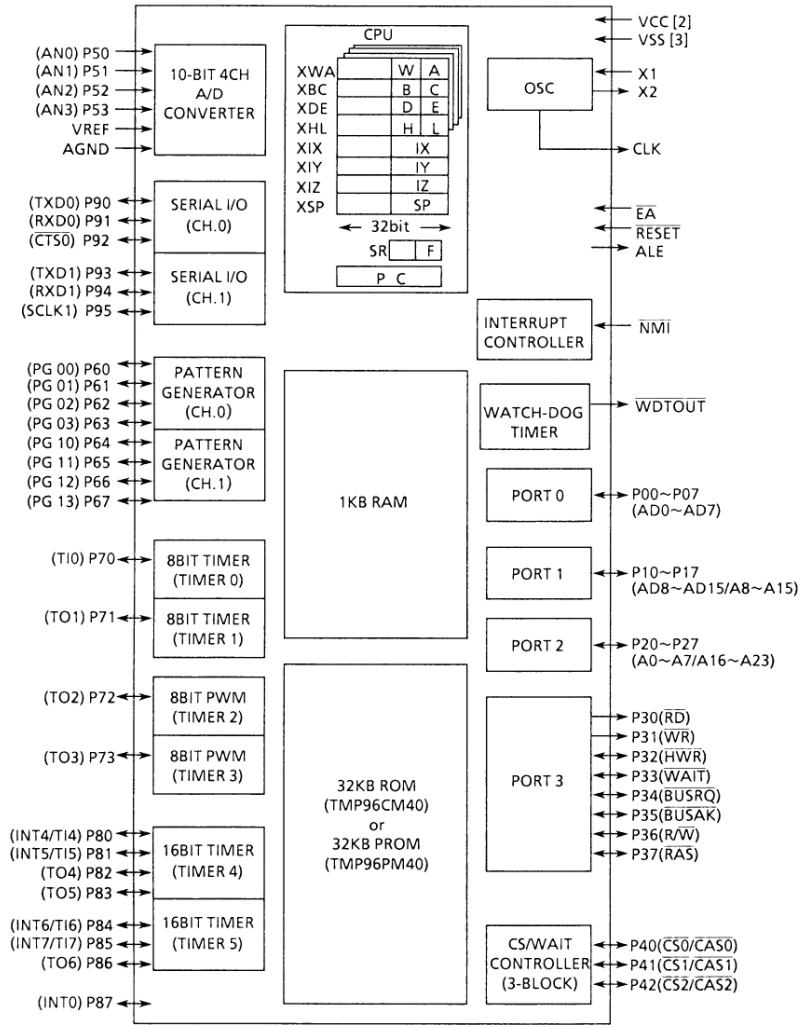 (AN0) P50
(AN1) P51
(AN2) P52
(AN3) P53
VREF
AGND
10-BIT 4CH
A/D
CONVERTER
(TXD0) P90
(RXD0) P91
(CTS0) P92
SERIAL I/O
(CH.0)
(TXD1) P93
(RXD1) P94
(SCLK1) P95
SERIAL I/O
(CH.1)
(PG 00) P60
(PG 01) P61
(PG 02) P62
(PG 03) P63
PATTERN
GENERATOR
(CH.0)
(PG 10) P64
(PG 11) P65
(PG 12) P66
(PG 13) P67
PATTERN
GENERATOR
(CH.1)
(TI0) P70
8BIT TIMER
(TIMER 0)
(TO1) P71
8BIT TIMER
(TIMER 1)
(TO2) P72
8BIT PWM
(TIMER 2)
(TO3) P73
8BIT PWM
(TIMER 3)
(INT4/TI4) P80
(INT5/TI5) P81
(TO4) P82
(TO5) P83
16BIT TIMER
(TIMER 4)
(INT6/TI6) P84
(INT7/TI7) P85
(TO6) P86
16BIT TIMER
(TIMER 5)
(INT0) P87
CPU
XWA W A
XBC B C
XDE D E
XHL H L
XIX IX
XIY IY
XIZ IZ
XSP SP
32bit
SR F
P C
1KB RAM
32KB ROM
(TMP96CM40)
or
32KB PROM
(TMP96PM40)
VCC [2]
VSS [3]
OSC
X1
X2
CLK
EA
RESET
ALE
INTERRUPT
CONTROLLER
NMI
WATCH-DOG
TIMER
WDTOUT
PORT 0
P00~P07
(AD0~AD7)
PORT 1
P10~P17
(AD8~AD15/A8~A15)
PORT 2
P20~P27
(A0~A7/A16~A23)
PORT 3
P30(RD)
P31(WR)
P32(HWR)
P33(WAIT)
P34(BUSRQ)
P35(BUSAK)
P36(R/W)
P37(RAS)
CS/WAIT
CONTROLLER
(3-BLOCK)
P40(CS0/CAS0)
P41(CS1/CAS1)
P42(CS2/CAS2)